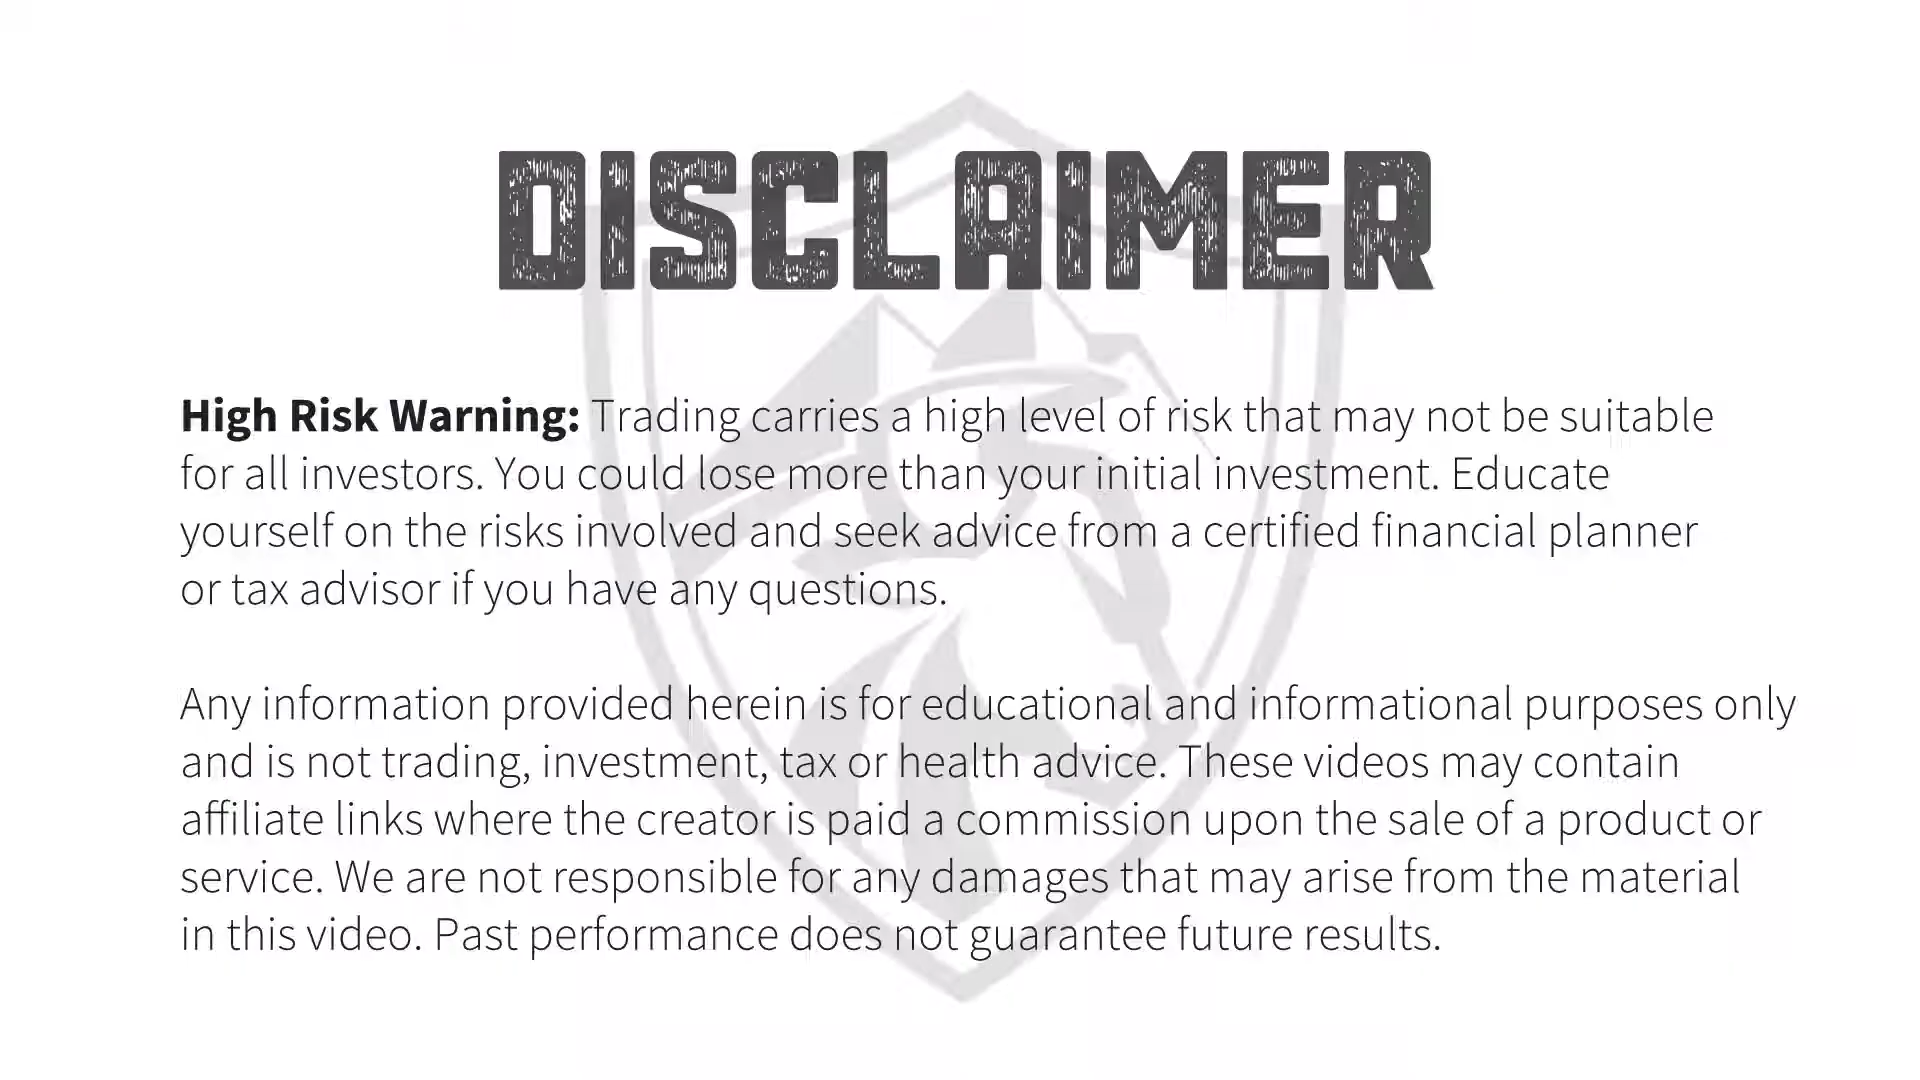 DISCLAIMER
High Risk Warning: Trading carries a high level of risk that may not be suitable
for all investors. You could lose more than your initial investment. Educate
yourself on the risks involved and seek advice from a certified financial planner
or tax advisor if you have any questions.
Any information provided herein is for educational and informational purposes only
and is not trading, investment, tax or health advice. These videos may contain
affiliate links where the creator is paid a commission upon the sale of a product or
service. We are not responsible for any damages that may arise from the material
in this video. Past performance does not guarantee future results.